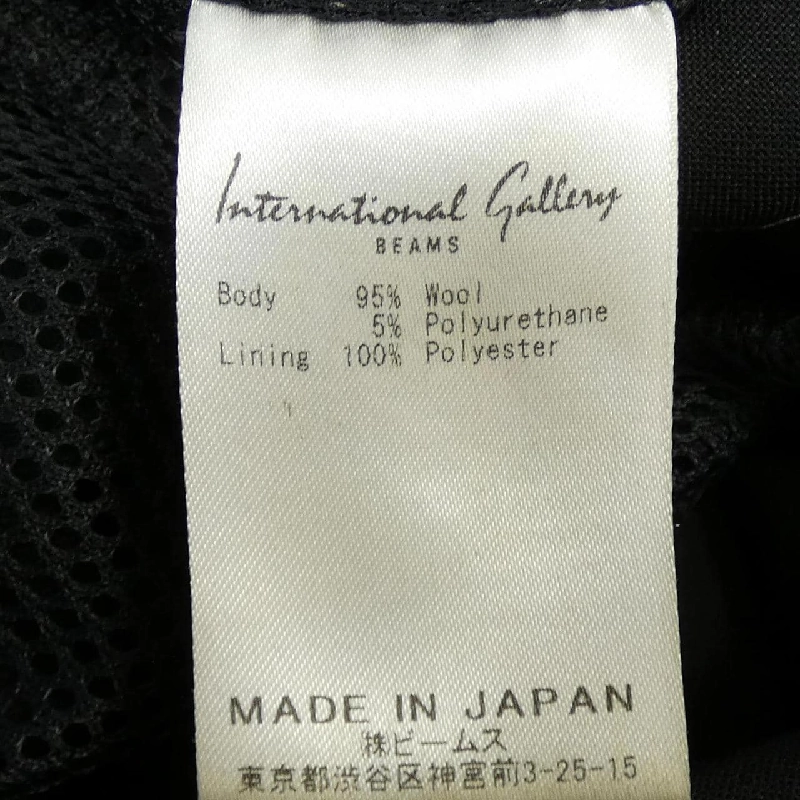 International Gallery
BEAMS
Body 95% Wool
5% Polyurethane
Lining 100% Polyester
MADE IN JAPAN
㈱ビームス
東京都渋谷区神宮前3-25-15